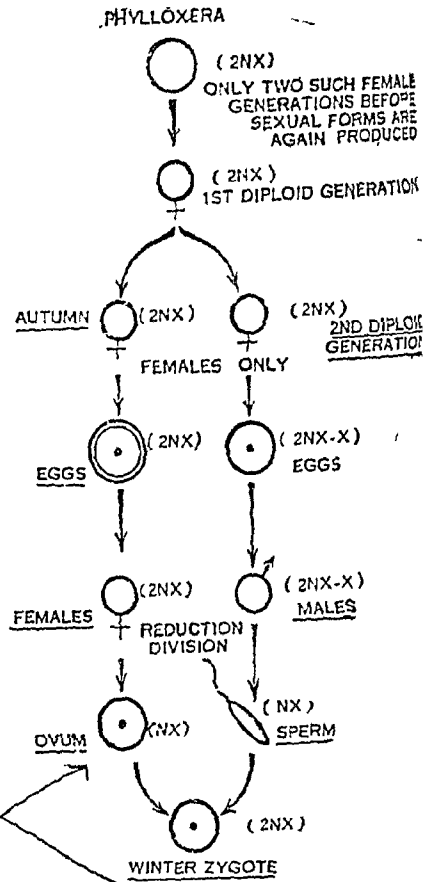 PHYLLOXERA
(2NX)
ONLY TWO SUCH FEMALE
GENERATIONS BEFORE
SEXUAL FORMS ARE
AGAIN PRODUCED
(2NX)
1ST DIPLOID GENERATION
AUTUMN (2NX) (2NX)
2ND DIPLOID
GENERATION
FEMALES ONLY
(2NX) (2NX-X)
EGGS EGGS
(2NX) (2NX-X)
FEMALES MALES
REDUCTION
DIVISION
OVUM (NX) (NX)
SPERM
(2NX)
WINTER ZYGOTE